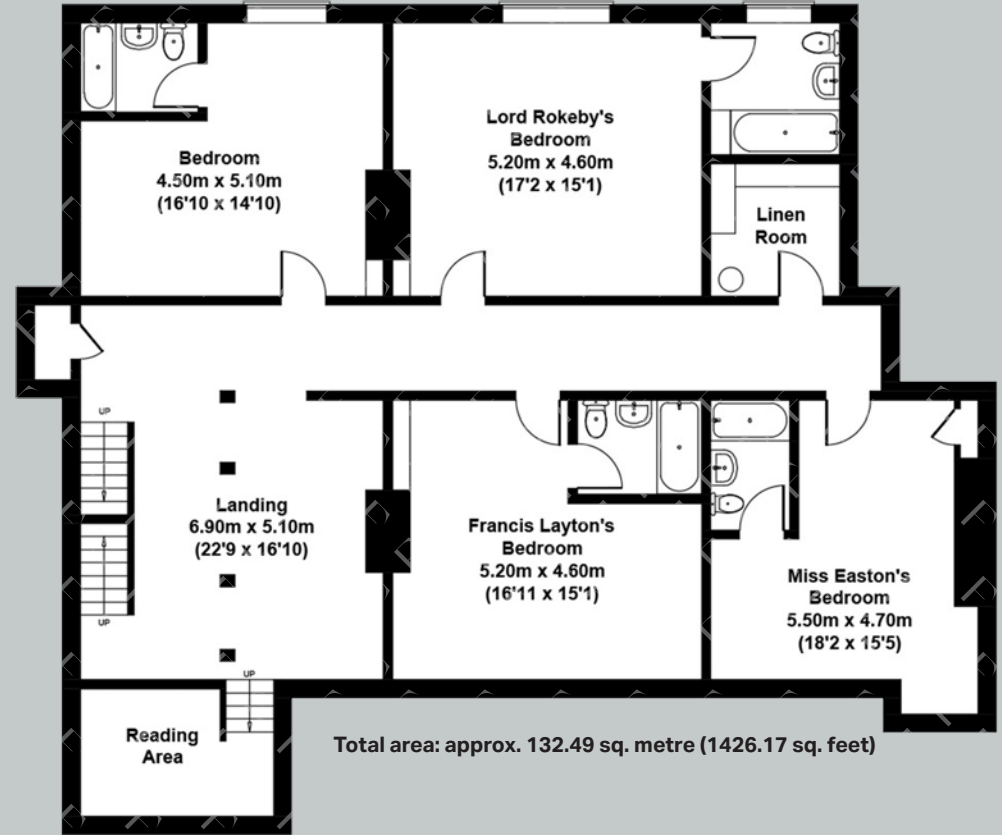 Bedroom
4.50m x 5.10m
(16'10 x 14'10)
Lord Rokeby's
Bedroom
5.20m x 4.60m
(17'2 x 15'1)
Linen
Room
UP
UP
Landing
6.90m x 5.10m
(22'9 x 16'10)
Francis Layton's
Bedroom
5.20m x 4.60m
(16'11 x 15'1)
Miss Easton's
Bedroom
5.50m x 4.70m
(18'2 x 15'5)
UP
Reading
Area
Total area: approx. 132.49 sq. metre (1426.17 sq. feet)